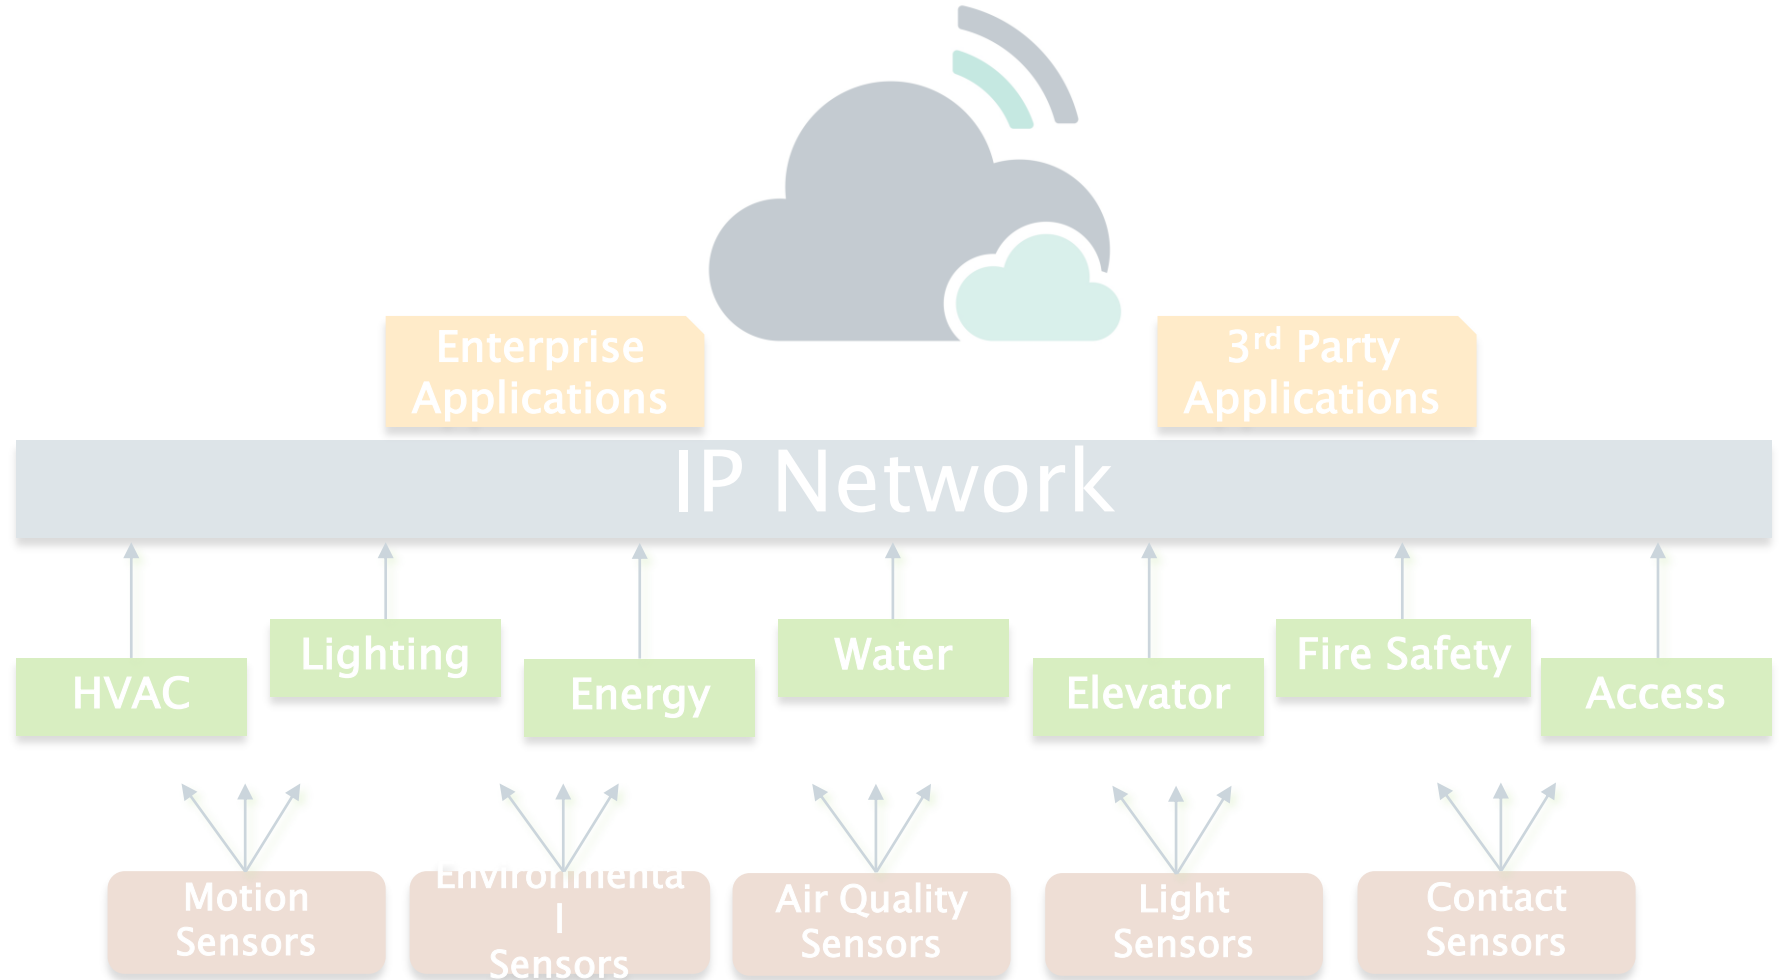 Enterprise
Applications
3rd Party
Applications
IP Network
HVAC
Lighting
Energy
Water
Elevator
Fire Safety
Access
Motion
Sensors
Environmenta
l
Sensors
Air Quality
Sensors
Light
Sensors
Contact
Sensors